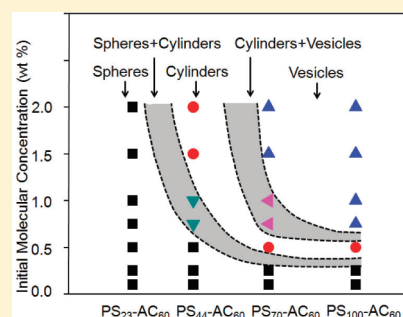 Spheres+Cylinders Cylinders+Vesicles
Spheres Cylinders Vesicles
Initial Molecular Concentration (wt %)
2.0
1.5
1.0
0.5
0.0
PS₂₃-AC₆₀ PS₄₄-AC₆₀ PS₇₀-AC₆₀ PS₁₀₀-AC₆₀